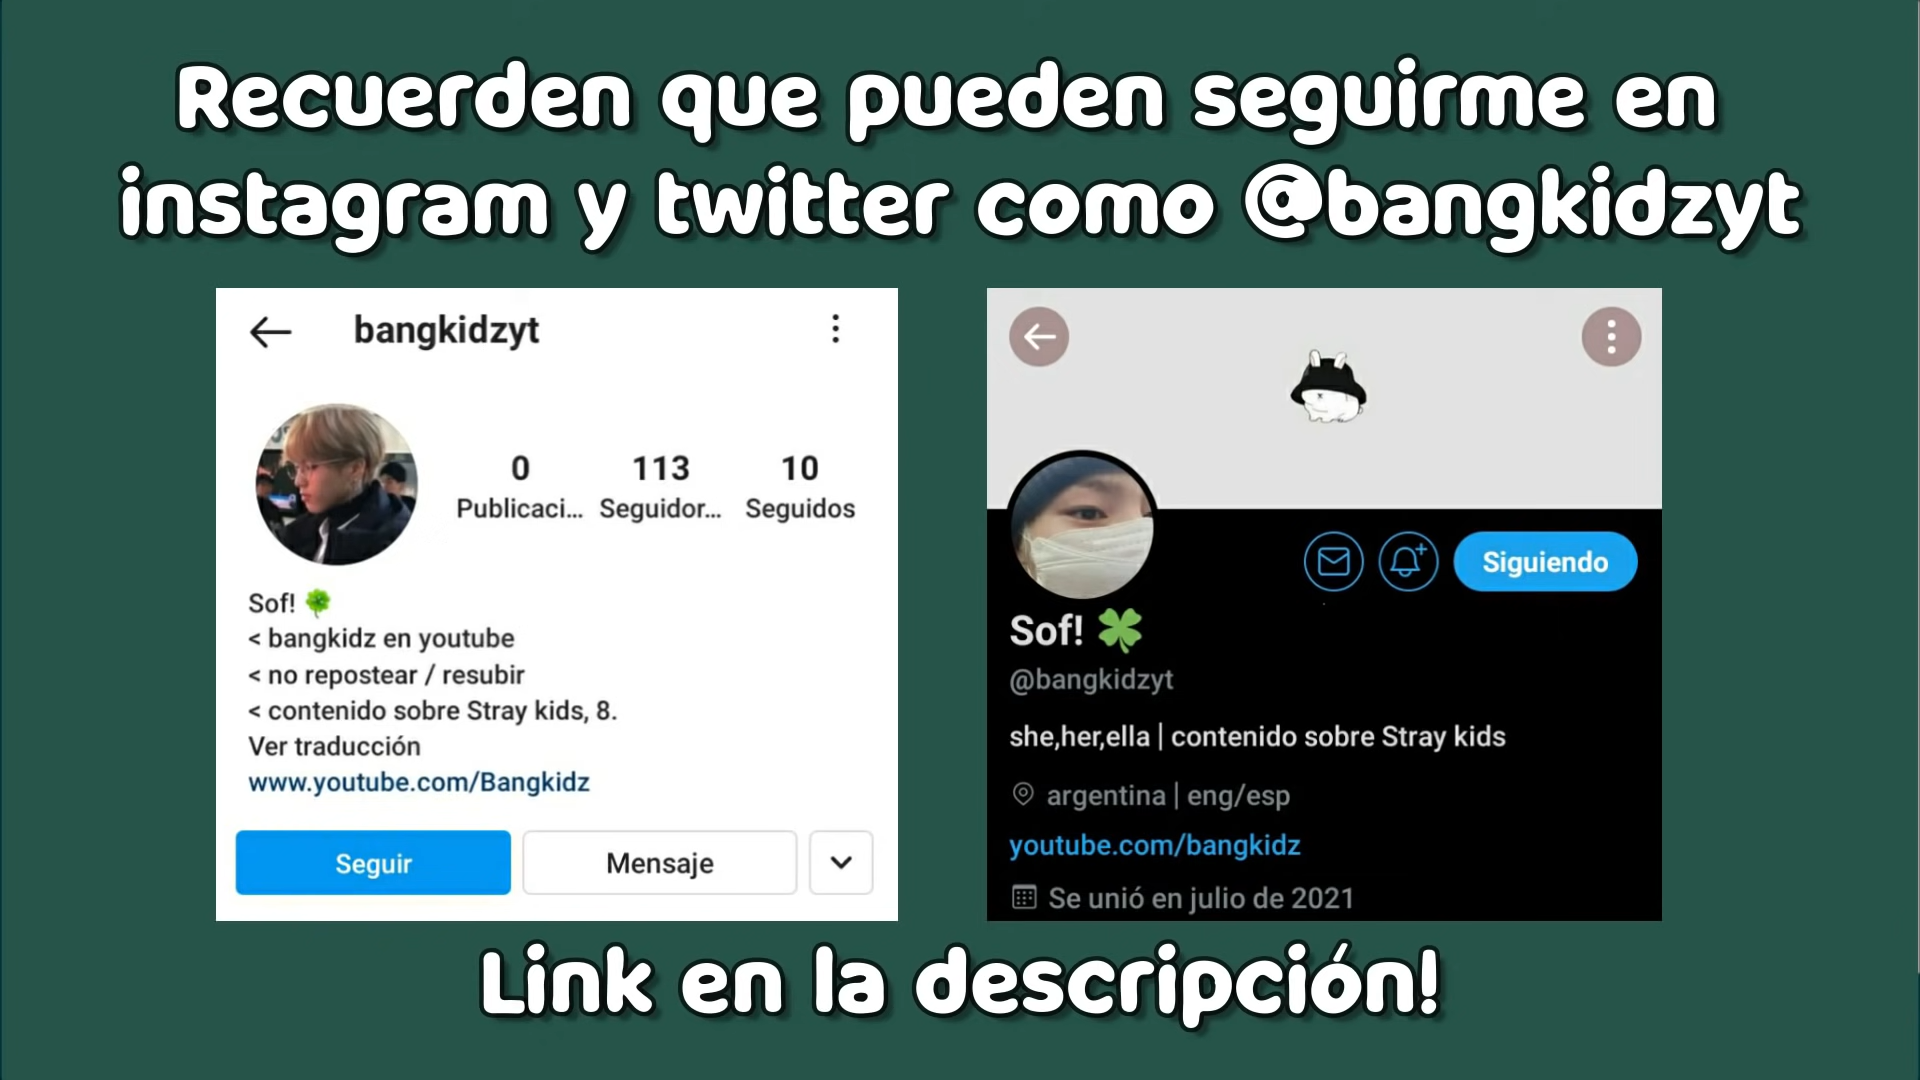 Recuerden que pueden seguirme en
instagram y twitter como @bangkidzyt
bangkidzyt
0 113 10
Publicaci... Seguidor... Seguidos
Sof! 🍀
< bangkidz en youtube
< no repostear / resubir
< contenido sobre Stray kids, 8.
Ver traducción
www.youtube.com/Bangkidz
Seguir Mensaje
Siguiendo
Sof! 🍀
@bangkidzyt
she,her,ella | contenido sobre Stray kids
argentina | eng/esp
youtube.com/bangkidz
Se unió en julio de 2021
Link en la descripción!